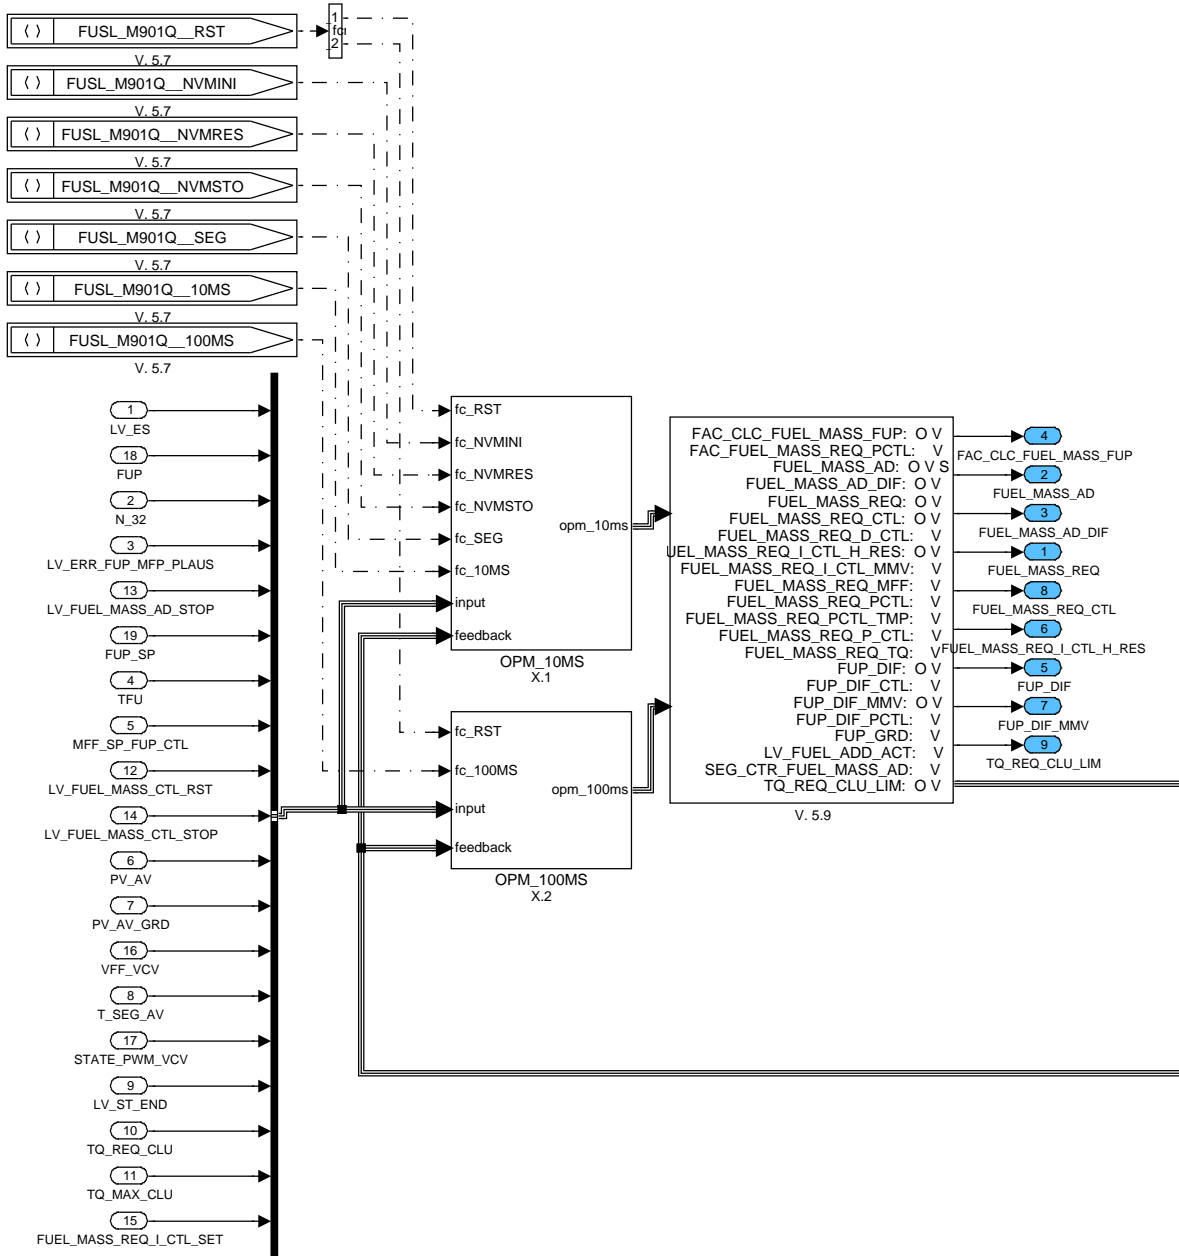 FUSL_M901Q__RST
V. 5.7
FUSL_M901Q__NVMINI
V. 5.7
FUSL_M901Q__NVMRES
V. 5.7
FUSL_M901Q__NVMSTO
V. 5.7
FUSL_M901Q__SEG
V. 5.7
FUSL_M901Q__10MS
V. 5.7
FUSL_M901Q__100MS
V. 5.7
1
fc
2
1
LV_ES
18
FUP
2
N_32
3
LV_ERR_FUP_MFP_PLAUS
13
LV_FUEL_MASS_AD_STOP
19
FUP_SP
4
TFU
5
MFF_SP_FUP_CTL
12
LV_FUEL_MASS_CTL_RST
14
LV_FUEL_MASS_CTL_STOP
6
PV_AV
7
PV_AV_GRD
16
VFF_VCV
8
T_SEG_AV
17
STATE_PWM_VCV
9
LV_ST_END
10
TQ_REQ_CLU
11
TQ_MAX_CLU
15
FUEL_MASS_REQ_I_CTL_SET
fc_RST
fc_NVMINI
fc_NVMRES
fc_NVMSTO
fc_SEG
fc_10MS
input
feedback
opm_10ms
OPM_10MS
X.1
fc_RST
fc_100MS
input
feedback
opm_100ms
OPM_100MS
X.2
FAC_CLC_FUEL_MASS_FUP: O V
FAC_FUEL_MASS_REQ_PCTL: V
FUEL_MASS_AD: O V S
FUEL_MASS_AD_DIF: O V
FUEL_MASS_REQ: O V
FUEL_MASS_REQ_CTL: O V
FUEL_MASS_REQ_D_CTL: V
UEL_MASS_REQ_I_CTL_H_RES: O V
FUEL_MASS_REQ_I_CTL_MMV: V
FUEL_MASS_REQ_MFF: V
FUEL_MASS_REQ_PCTL: V
FUEL_MASS_REQ_PCTL_TMP: V
FUEL_MASS_REQ_P_CTL: V
FUEL_MASS_REQ_TQ: V
FUP_DIF: O V
FUP_DIF_CTL: V
FUP_DIF_MMV: O V
FUP_DIF_PCTL: V
FUP_GRD: V
LV_FUEL_ADD_ACT: V
SEG_CTR_FUEL_MASS_AD: V
TQ_REQ_CLU_LIM: O V
V. 5.9
4
FAC_CLC_FUEL_MASS_FUP
2
FUEL_MASS_AD
3
FUEL_MASS_AD_DIF
1
FUEL_MASS_REQ
8
FUEL_MASS_REQ_CTL
6
FUEL_MASS_REQ_I_CTL_H_RES
5
FUP_DIF
7
FUP_DIF_MMV
9
TQ_REQ_CLU_LIM